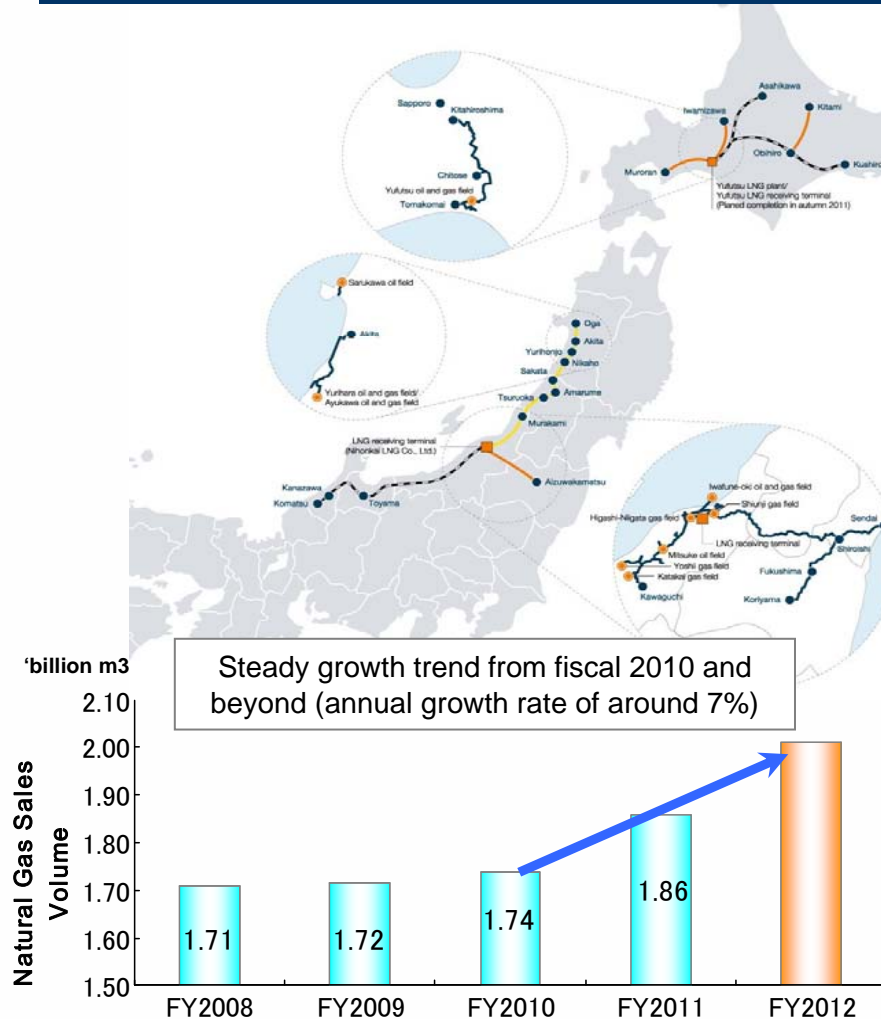 Asahikawa
Sapporo
Kitahiroshima
Iwamizawa
Kitami
Chitose
Yufutsu oil and gas field
Tomakomai
Muroran
Obihiro
Kushiro
Yufutsu LNG plant/
Yufutsu LNG receiving terminal
(Planed completion in autumn 2011)
Sarukawa oil field
Akita
Yurihara oil and gas field/
Ayukawa oil and gas field
Oga
Akita
Yurihonjo
Nikaho
Sakata
Amarume
Tsuruoka
Murakami
LNG receiving terminal
(Nihonkai LNG Co., Ltd.)
Aizuwakamatsu
Kanazawa
Komatsu
Toyama
Iwafune-oki oil and gas field
Shiunji gas field
Higashi-Niigata gas field
LNG receiving terminal
Sendai
Shiroishi
Mitsuke oil field
Yoshii gas field
Katakai gas field
Fukushima
Kawaguchi
Koriyama
'billion m3
Steady growth trend from fiscal 2010 and
beyond (annual growth rate of around 7%)
Natural Gas Sales
Volume
2.10
2.00
1.90
1.80
1.70
1.60
1.50
1.71
1.72
1.74
1.86
FY2008
FY2009
FY2010
FY2011
FY2012